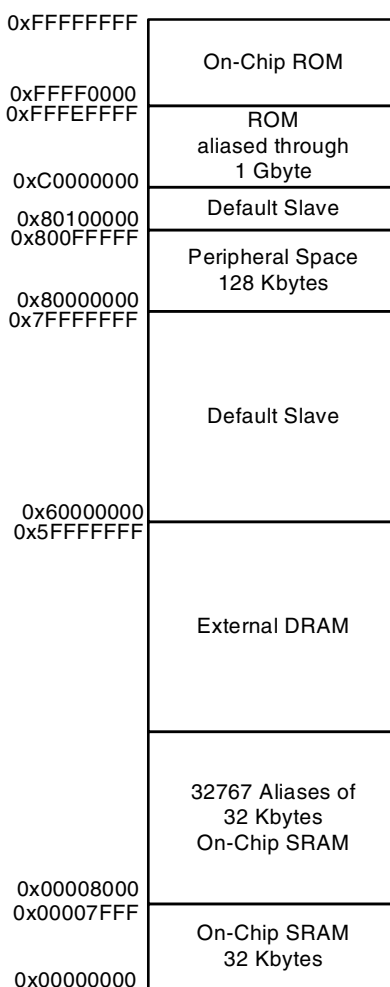 0xFFFFFFFF
On-Chip ROM
0xFFFF0000
0xFFFEFFFF
ROM
aliased through
1 Gbyte
0xC0000000
Default Slave
0x80100000
0x800FFFFF
Peripheral Space
128 Kbytes
0x80000000
0x7FFFFFFF
Default Slave
0x60000000
0x5FFFFFFF
External DRAM
32767 Aliases of
32 Kbytes
On-Chip SRAM
0x00008000
0x00007FFF
On-Chip SRAM
32 Kbytes
0x00000000